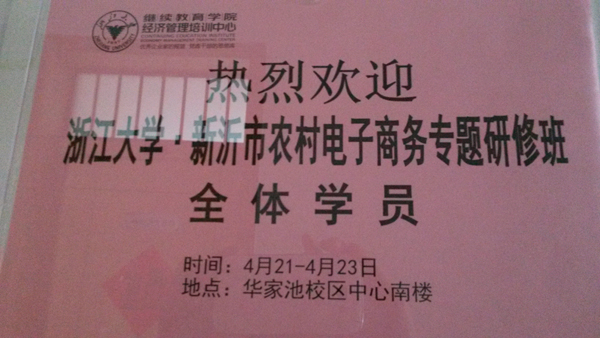 继续教育学院
经济管理培训中心
热烈欢迎
浙江大学·新沂市农村电子商务专题研修班
全体学员
时间：4月21-4月23日
地点：华家池校区中心南楼